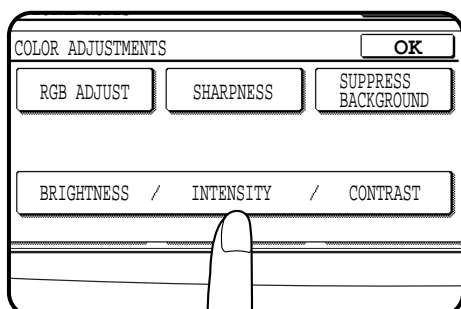 COLOR ADJUSTMENTS OK
RGB ADJUST SHARPNESS SUPPRESS BACKGROUND
BRIGHTNESS / INTENSITY / CONTRAST